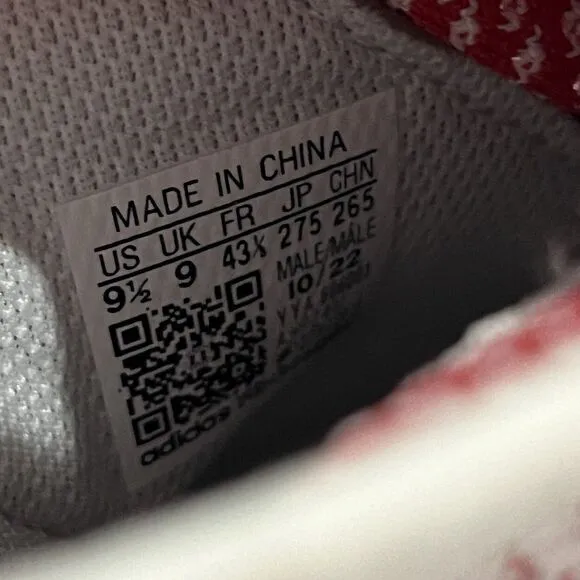 MADE IN CHINA
US UK FR JP CHN
9½ 9 43⅓ 275 265
MALE/MÂLE
10/22
adidas